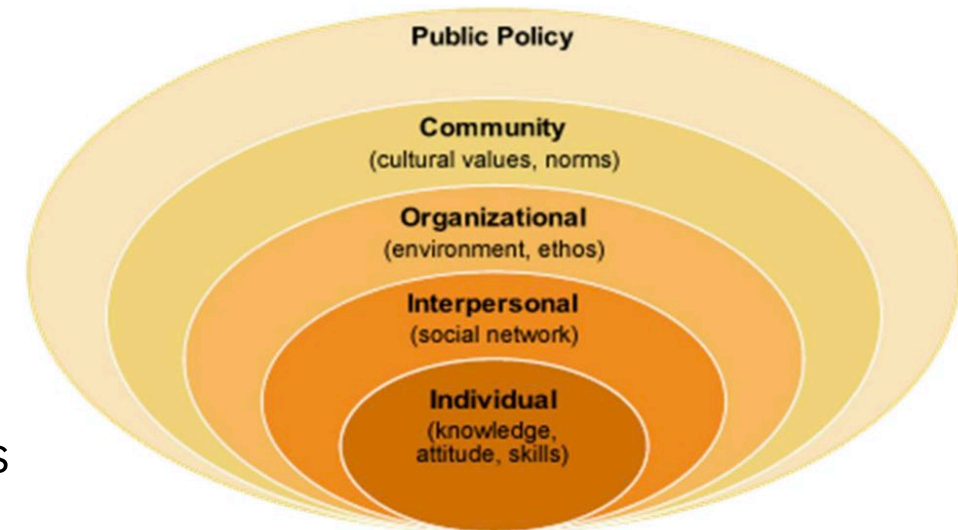 Public Policy
Community
(cultural values, norms)
Organizational
(environment, ethos)
Interpersonal
(social network)
Individual
(knowledge,
attitude, skills)
s